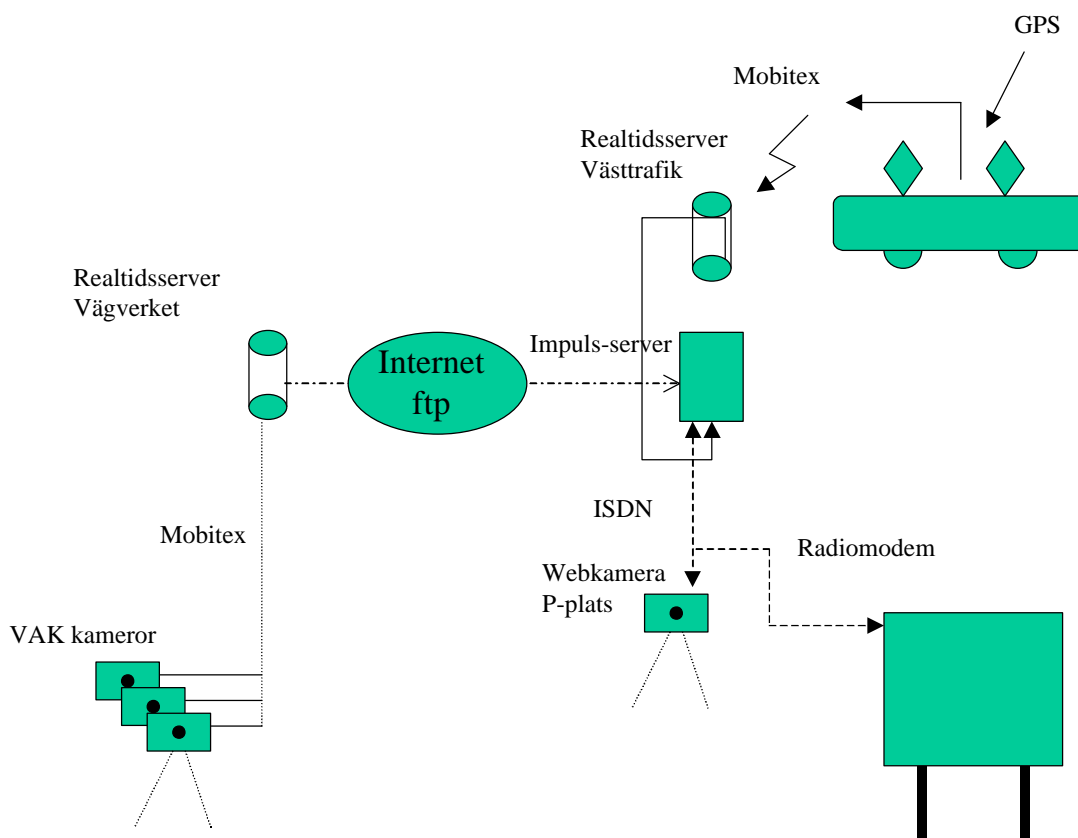 GPS
Mobitex
Realtidsserver
Västtrafik
Realtidsserver
Vägverket
Impuls-server
Internet
ftp
ISDN
Mobitex
Radiomodem
Webkamera
P-plats
VAK kameror